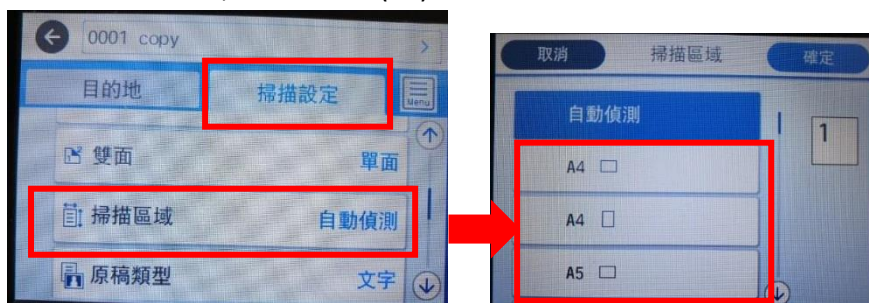 0001 copy
目的地
掃描設定
Menu
雙面
單面
掃描區域
自動偵測
原稿類型
文字
取消
掃描區域
確定
自動偵測
A4
A4
A5
1